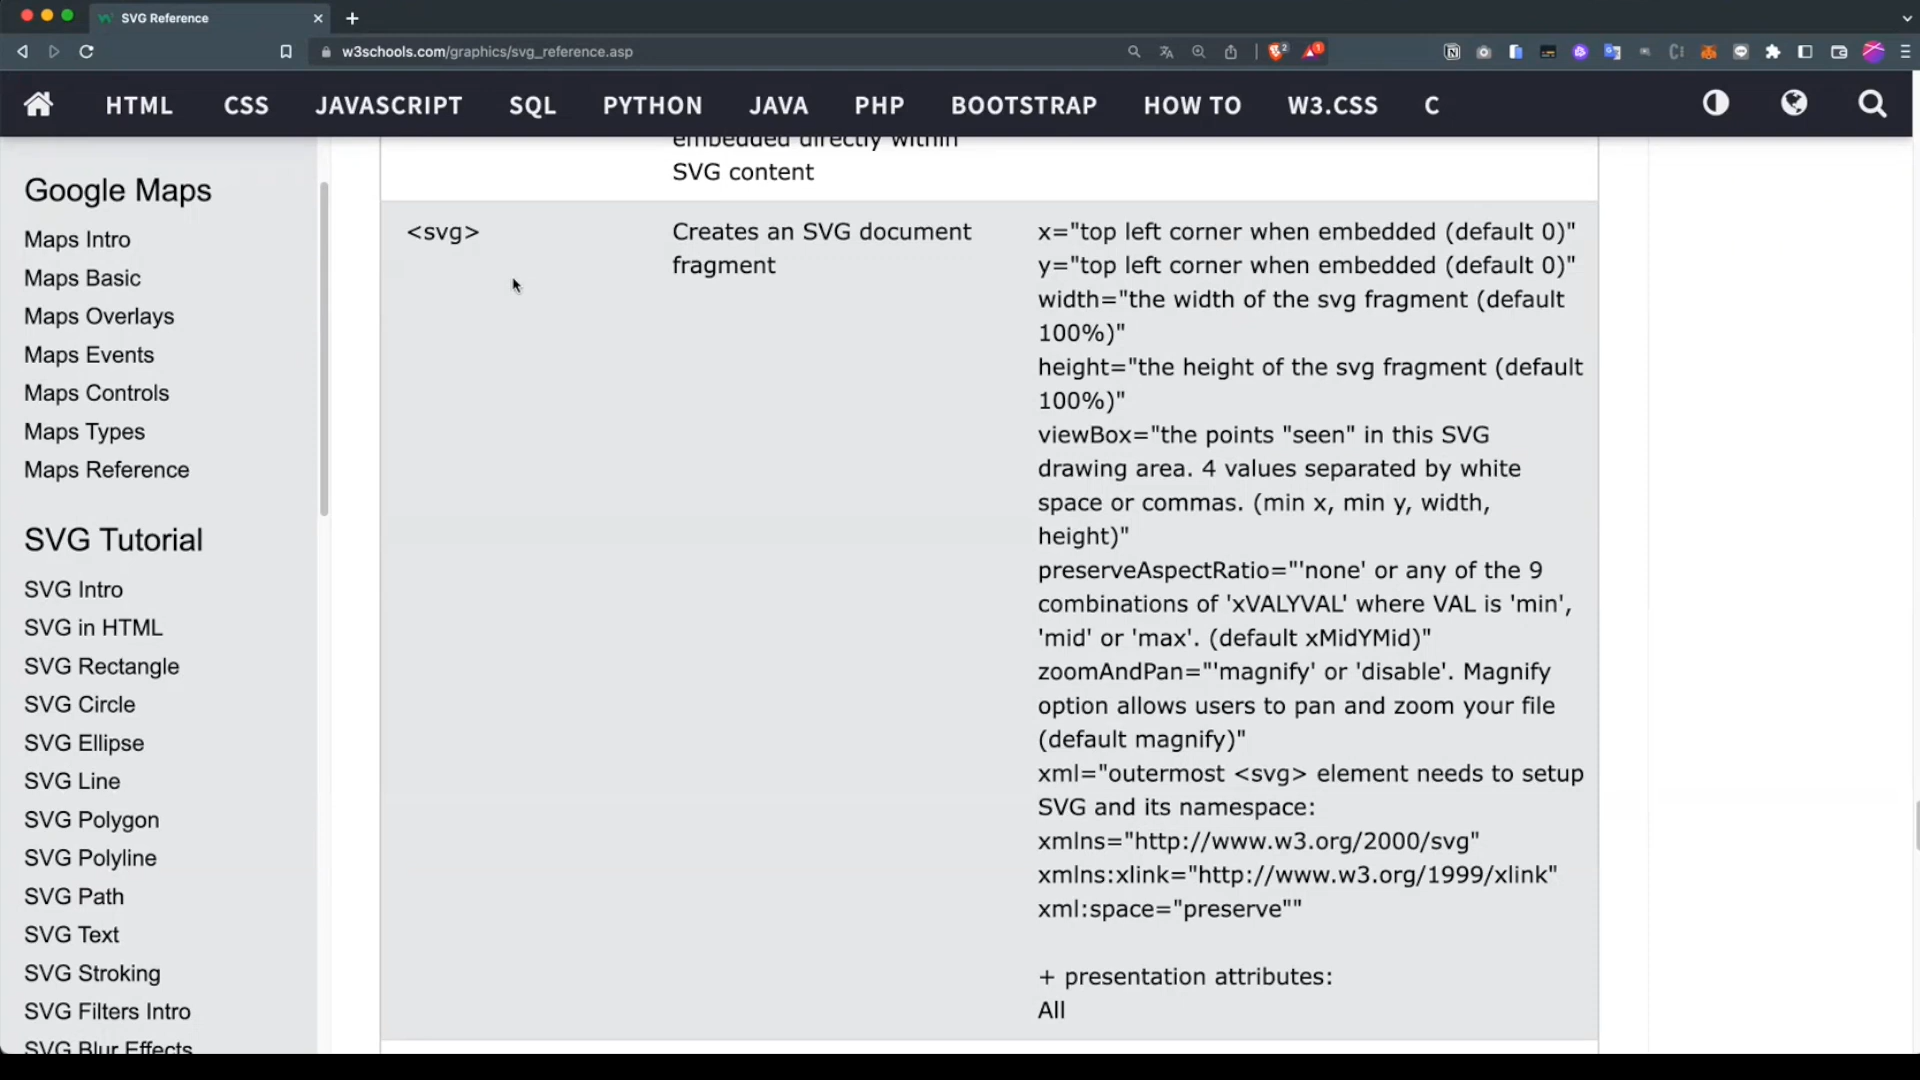 SVG Reference
w3schools.com/graphics/svg_reference.asp
2
1
HTML
CSS
JAVASCRIPT
SQL
PYTHON
JAVA
PHP
BOOTSTRAP
HOW TO
W3.CSS
C
Google Maps
Maps Intro
Maps Basic
Maps Overlays
Maps Events
Maps Controls
Maps Types
Maps Reference
SVG Tutorial
SVG Intro
SVG in HTML
SVG Rectangle
SVG Circle
SVG Ellipse
SVG Line
SVG Polygon
SVG Polyline
SVG Path
SVG Text
SVG Stroking
SVG Filters Intro
SVG Blur Effects
embedded directly within
SVG content
<svg>
Creates an SVG document
fragment
x="top left corner when embedded (default 0)"
y="top left corner when embedded (default 0)"
width="the width of the svg fragment (default
100%)"
height="the height of the svg fragment (default
100%)"
viewBox="the points "seen" in this SVG
drawing area. 4 values separated by white
space or commas. (min x, min y, width,
height)"
preserveAspectRatio="'none' or any of the 9
combinations of 'xVALYVAL' where VAL is 'min',
'mid' or 'max'. (default xMidYMid)"
zoomAndPan="'magnify' or 'disable'. Magnify
option allows users to pan and zoom your file
(default magnify)"
xml="outermost <svg> element needs to setup
SVG and its namespace:
xmlns="http://www.w3.org/2000/svg"
xmlns:xlink="http://www.w3.org/1999/xlink"
xml:space="preserve""
+ presentation attributes:
All